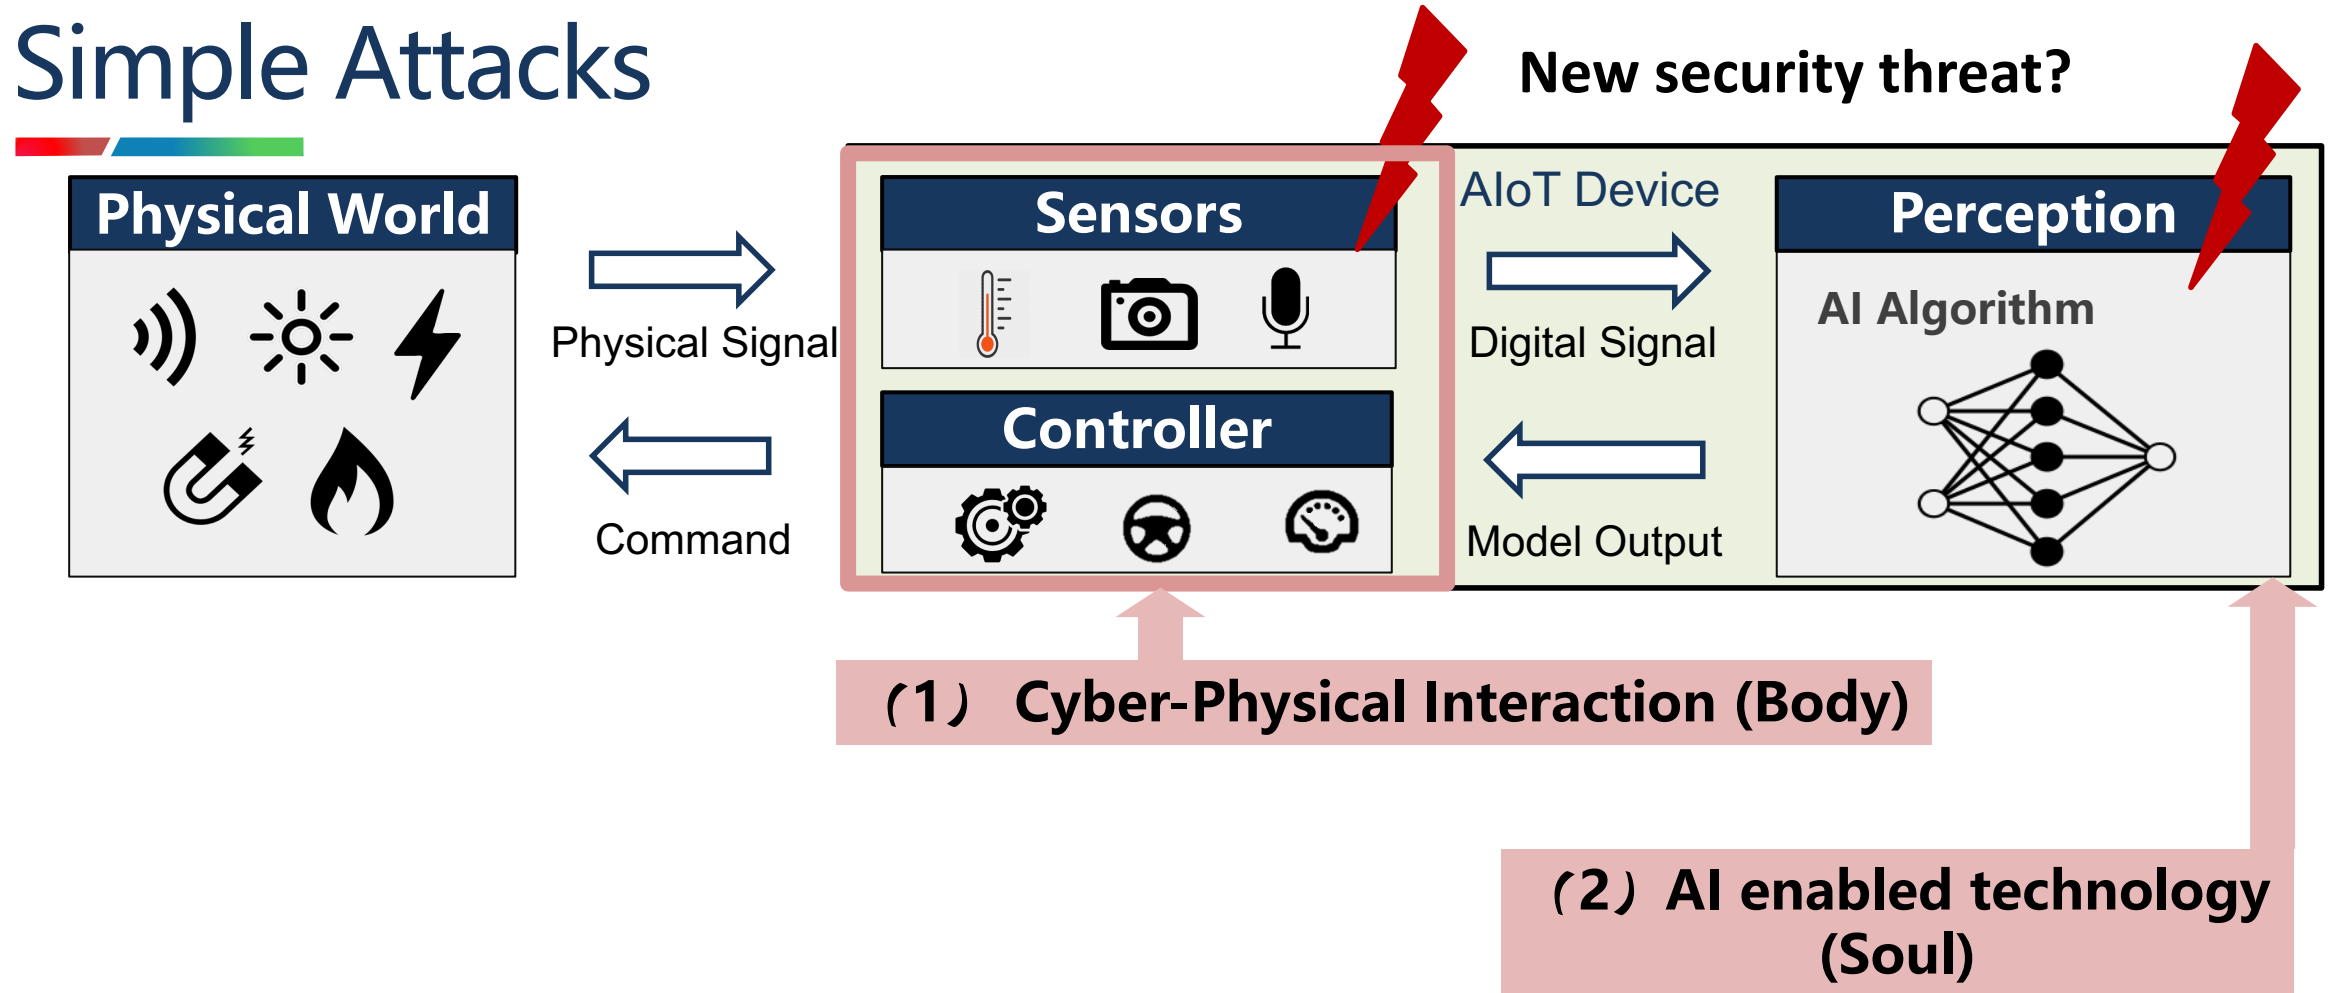 Simple Attacks
New security threat?
Physical World
Physical Signal
Command
Sensors
Controller
AIoT Device
Digital Signal
Model Output
Perception
AI Algorithm
（1） Cyber-Physical Interaction (Body)
（2）AI enabled technology
(Soul)